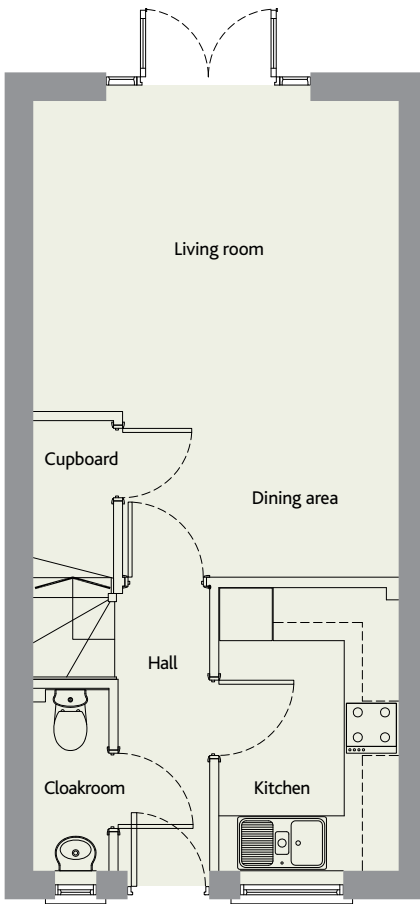 Living room
Cupboard
Dining area
Hall
Cloakroom
Kitchen